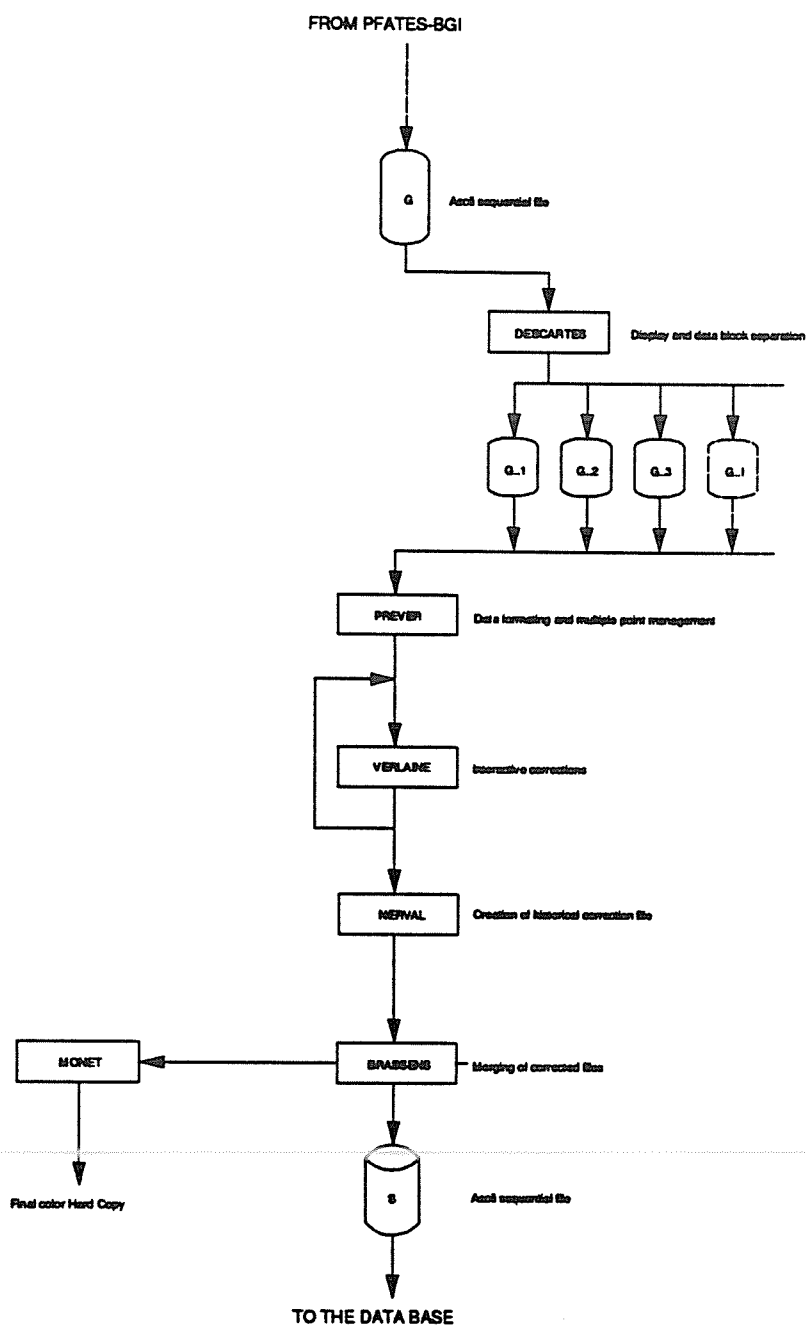 FROM PFATES-BGI
G
Ascii sequential file
DESCARTES
Display and data block separation
G_1
G_2
G_3
G_I
PREVER
Data formating and multiple point management
VERLAINE
Interactive corrections
NERVAL
Creation of historical correction file
MONET
BRASSENS
Merging of corrected files
Final color Hard Copy
S
Ascii sequential file
TO THE DATA BASE